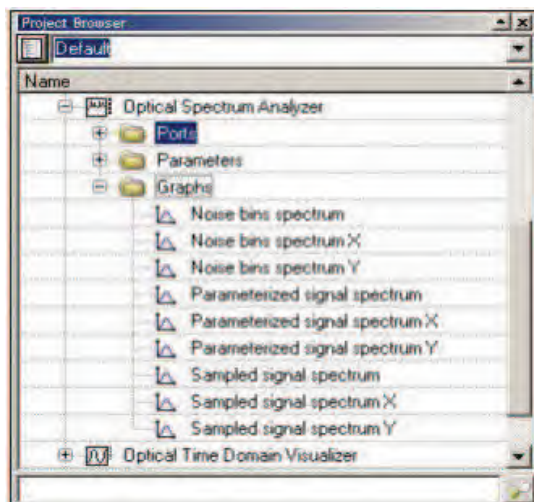 Project Browser
Default
Name
Optical Spectrum Analyzer
Ports
Parameters
Graphs
Noise bins spectrum
Noise bins spectrum X
Noise bins spectrum Y
Parameterized signal spectrum
Parameterized signal spectrum X
Parameterized signal spectrum Y
Sampled signal spectrum
Sampled signal spectrum X
Sampled signal spectrum Y
Optical Time Domain Visualizer